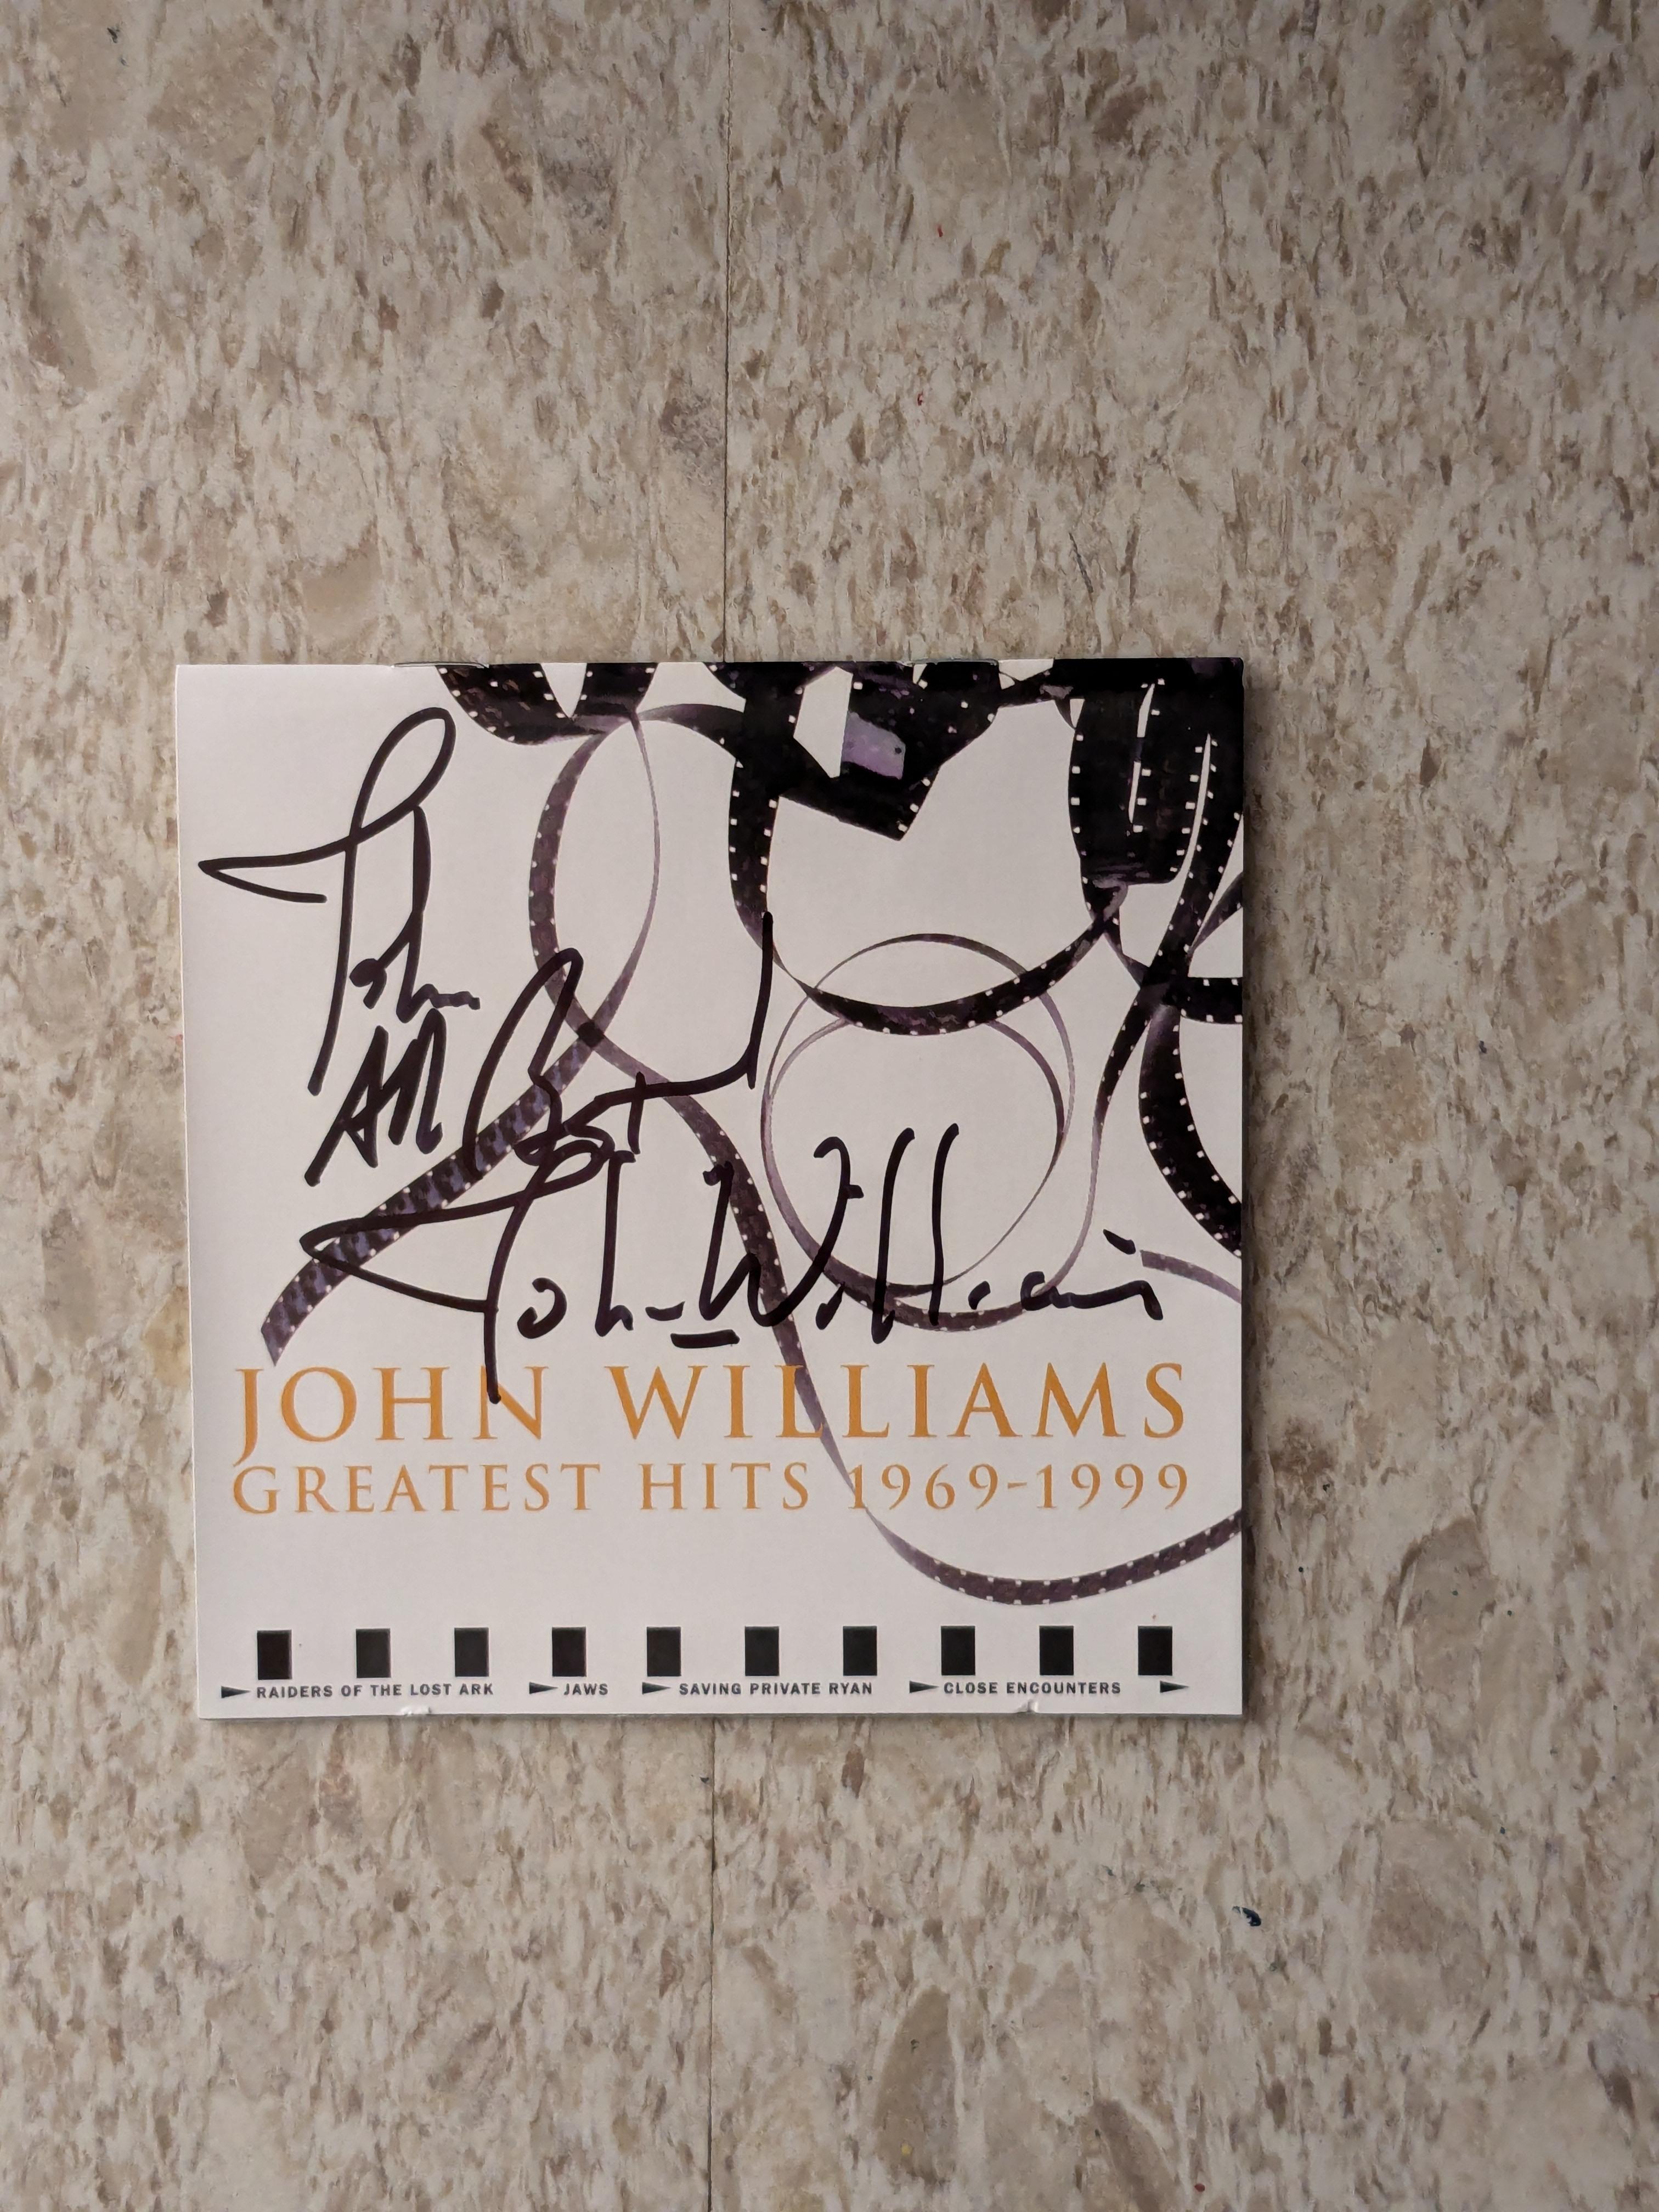 John
All Best!
John Williams
JOHN WILLIAMS
GREATEST HITS 1969-1999
RAIDERS OF THE LOST ARK JAWS SAVING PRIVATE RYAN CLOSE ENCOUNTERS